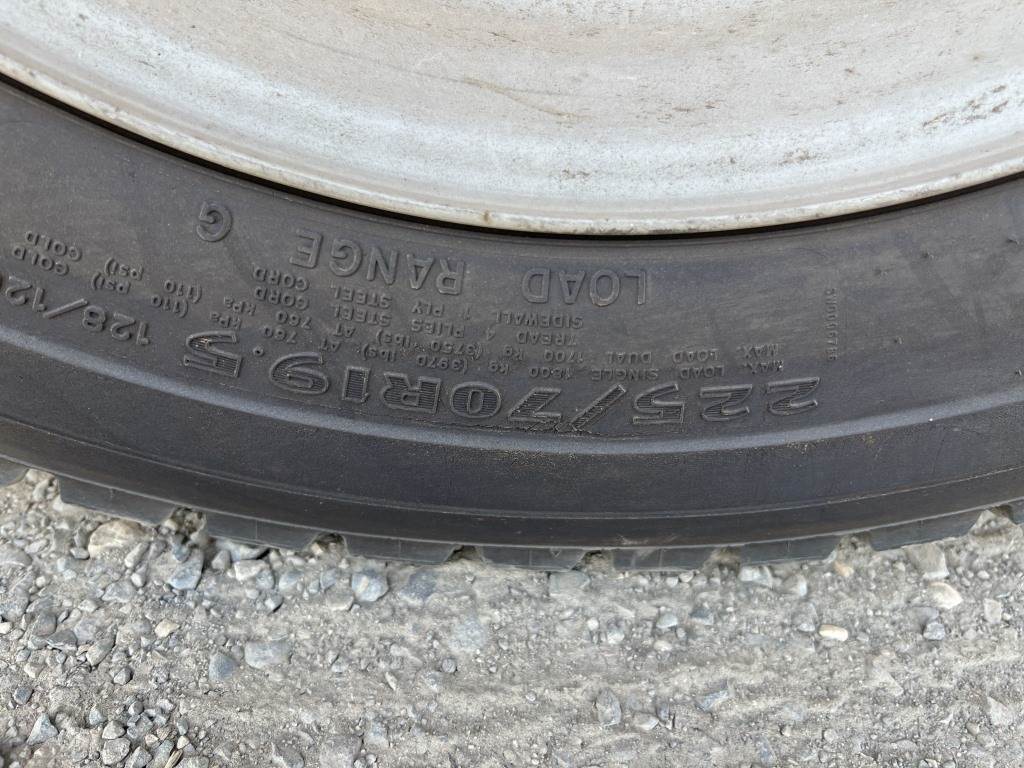 225/70R19.5
128/12
MAX. LOAD SINGLE 1800 KG (3970 lbs) AT 760 KPa (110 psi) COLD
MAX. LOAD DUAL 1700 KG (3750 lbs) AT 760 KPa (110 psi) COLD
TREAD 4 PLIES STEEL CORD
SIDEWALL 1 PLY STEEL CORD
LOAD RANGE G